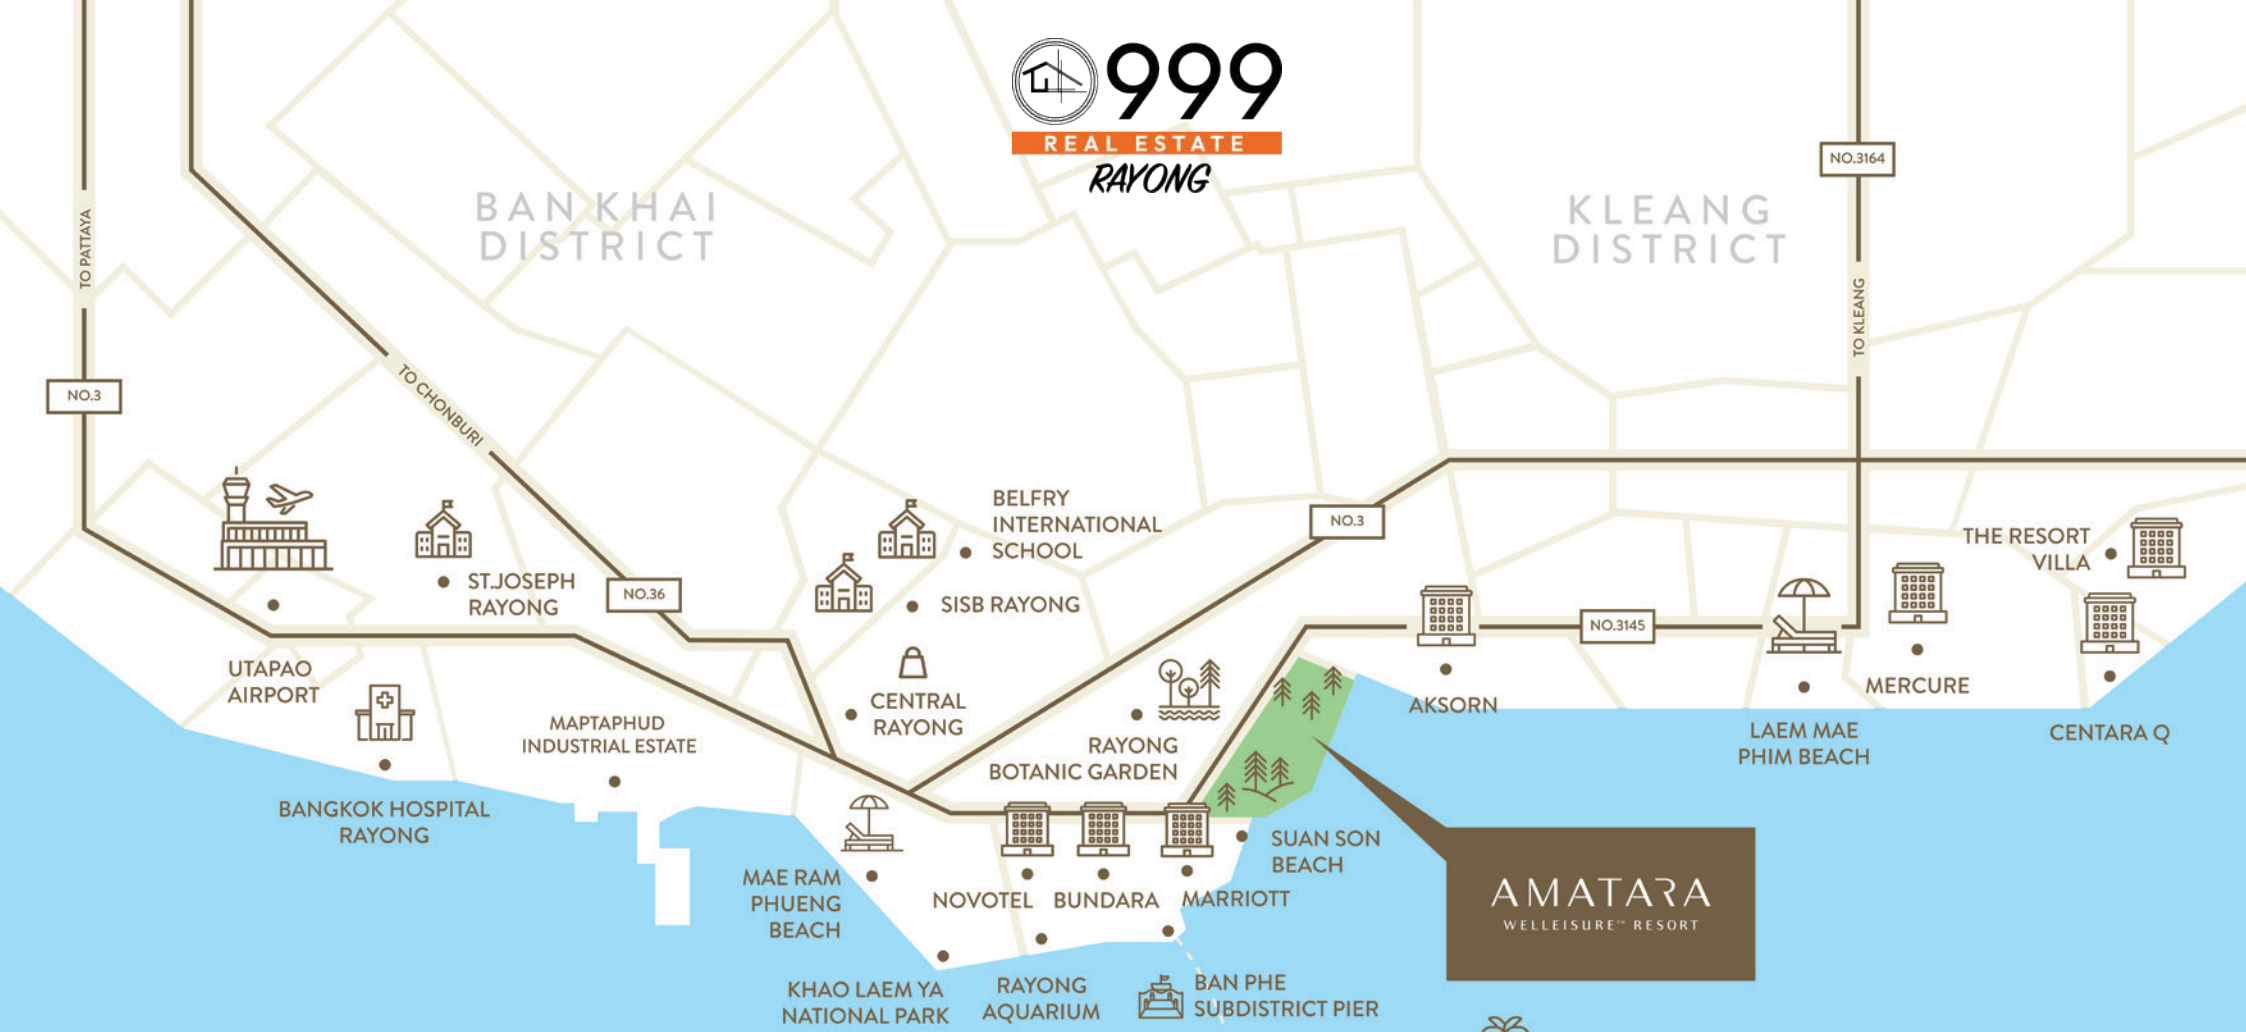 999
REAL ESTATE
RAYONG
NO.3164
BAN KHAI
DISTRICT
KLEANG
DISTRICT
TO PATTAYA
TO KLEANG
NO.3
TO CHONBURI
BELFRY
INTERNATIONAL
SCHOOL
NO.3
THE RESORT
VILLA
ST.JOSEPH
RAYONG
NO.36
SISB RAYONG
NO.3145
UTAPAO
AIRPORT
CENTRAL
RAYONG
AKSORN
MERCURE
MAPTAPHUD
INDUSTRIAL ESTATE
RAYONG
BOTANIC GARDEN
LAEM MAE
PHIM BEACH
CENTARA Q
BANGKOK HOSPITAL
RAYONG
SUAN SON
BEACH
MAE RAM
PHUENG
BEACH
NOVOTEL
BUNDARA
MARRIOTT
AMATARA
WELLEISURE™ RESORT
KHAO LAEM YA
NATIONAL PARK
RAYONG
AQUARIUM
BAN PHE
SUBDISTRICT PIER